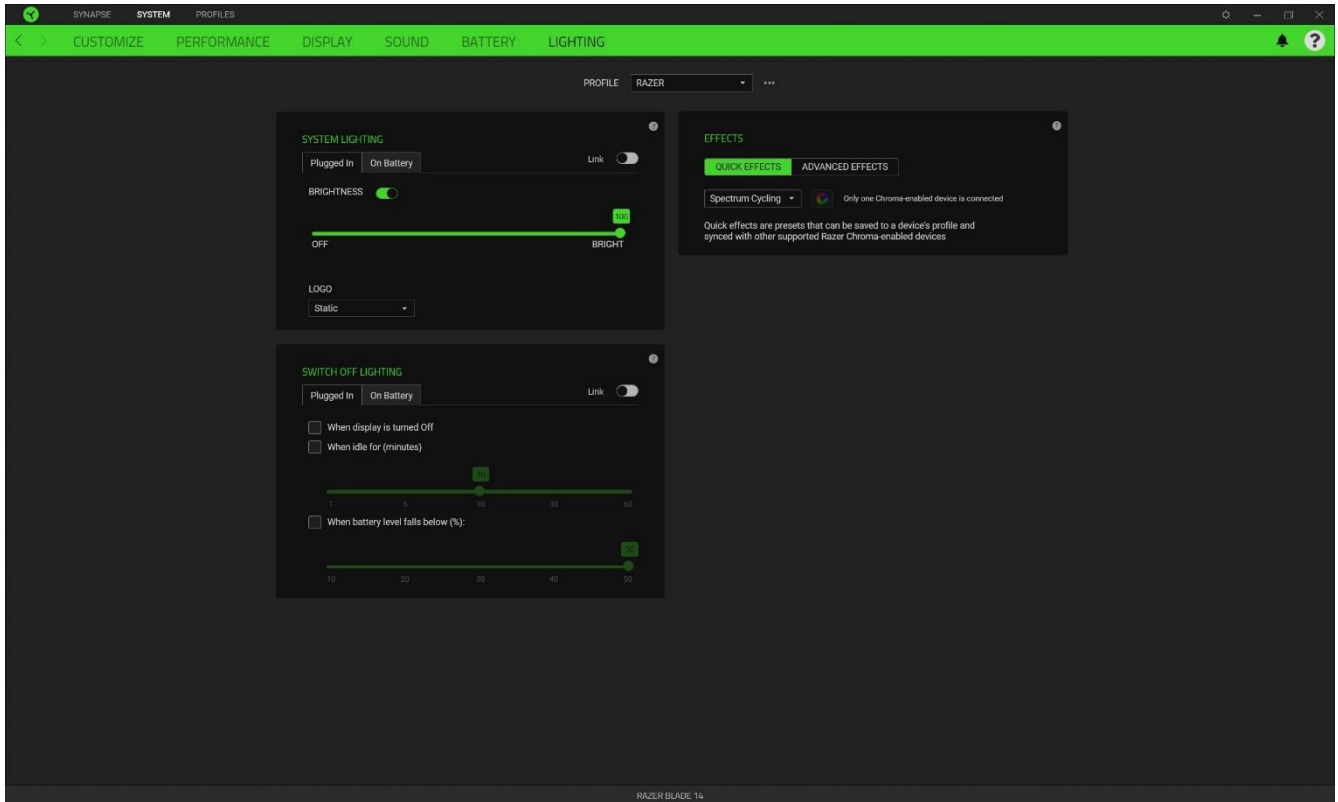 SYNAPSE SYSTEM PROFILES
CUSTOMIZE PERFORMANCE DISPLAY SOUND BATTERY LIGHTING ?
PROFILE RAZER
SYSTEM LIGHTING ?
Plugged In On Battery Link
BRIGHTNESS
100
OFF BRIGHT
LOGO
Static
SWITCH OFF LIGHTING ?
Plugged In On Battery Link
When display is turned Off
When idle for (minutes)
10
1 5 10 30 60
When battery level falls below (%):
50
10 20 30 40 50
EFFECTS ?
QUICK EFFECTS ADVANCED EFFECTS
Spectrum Cycling Only one Chroma-enabled device is connected
Quick effects are presets that can be saved to a device's profile and
synced with other supported Razer Chroma-enabled devices
RAZER BLADE 14